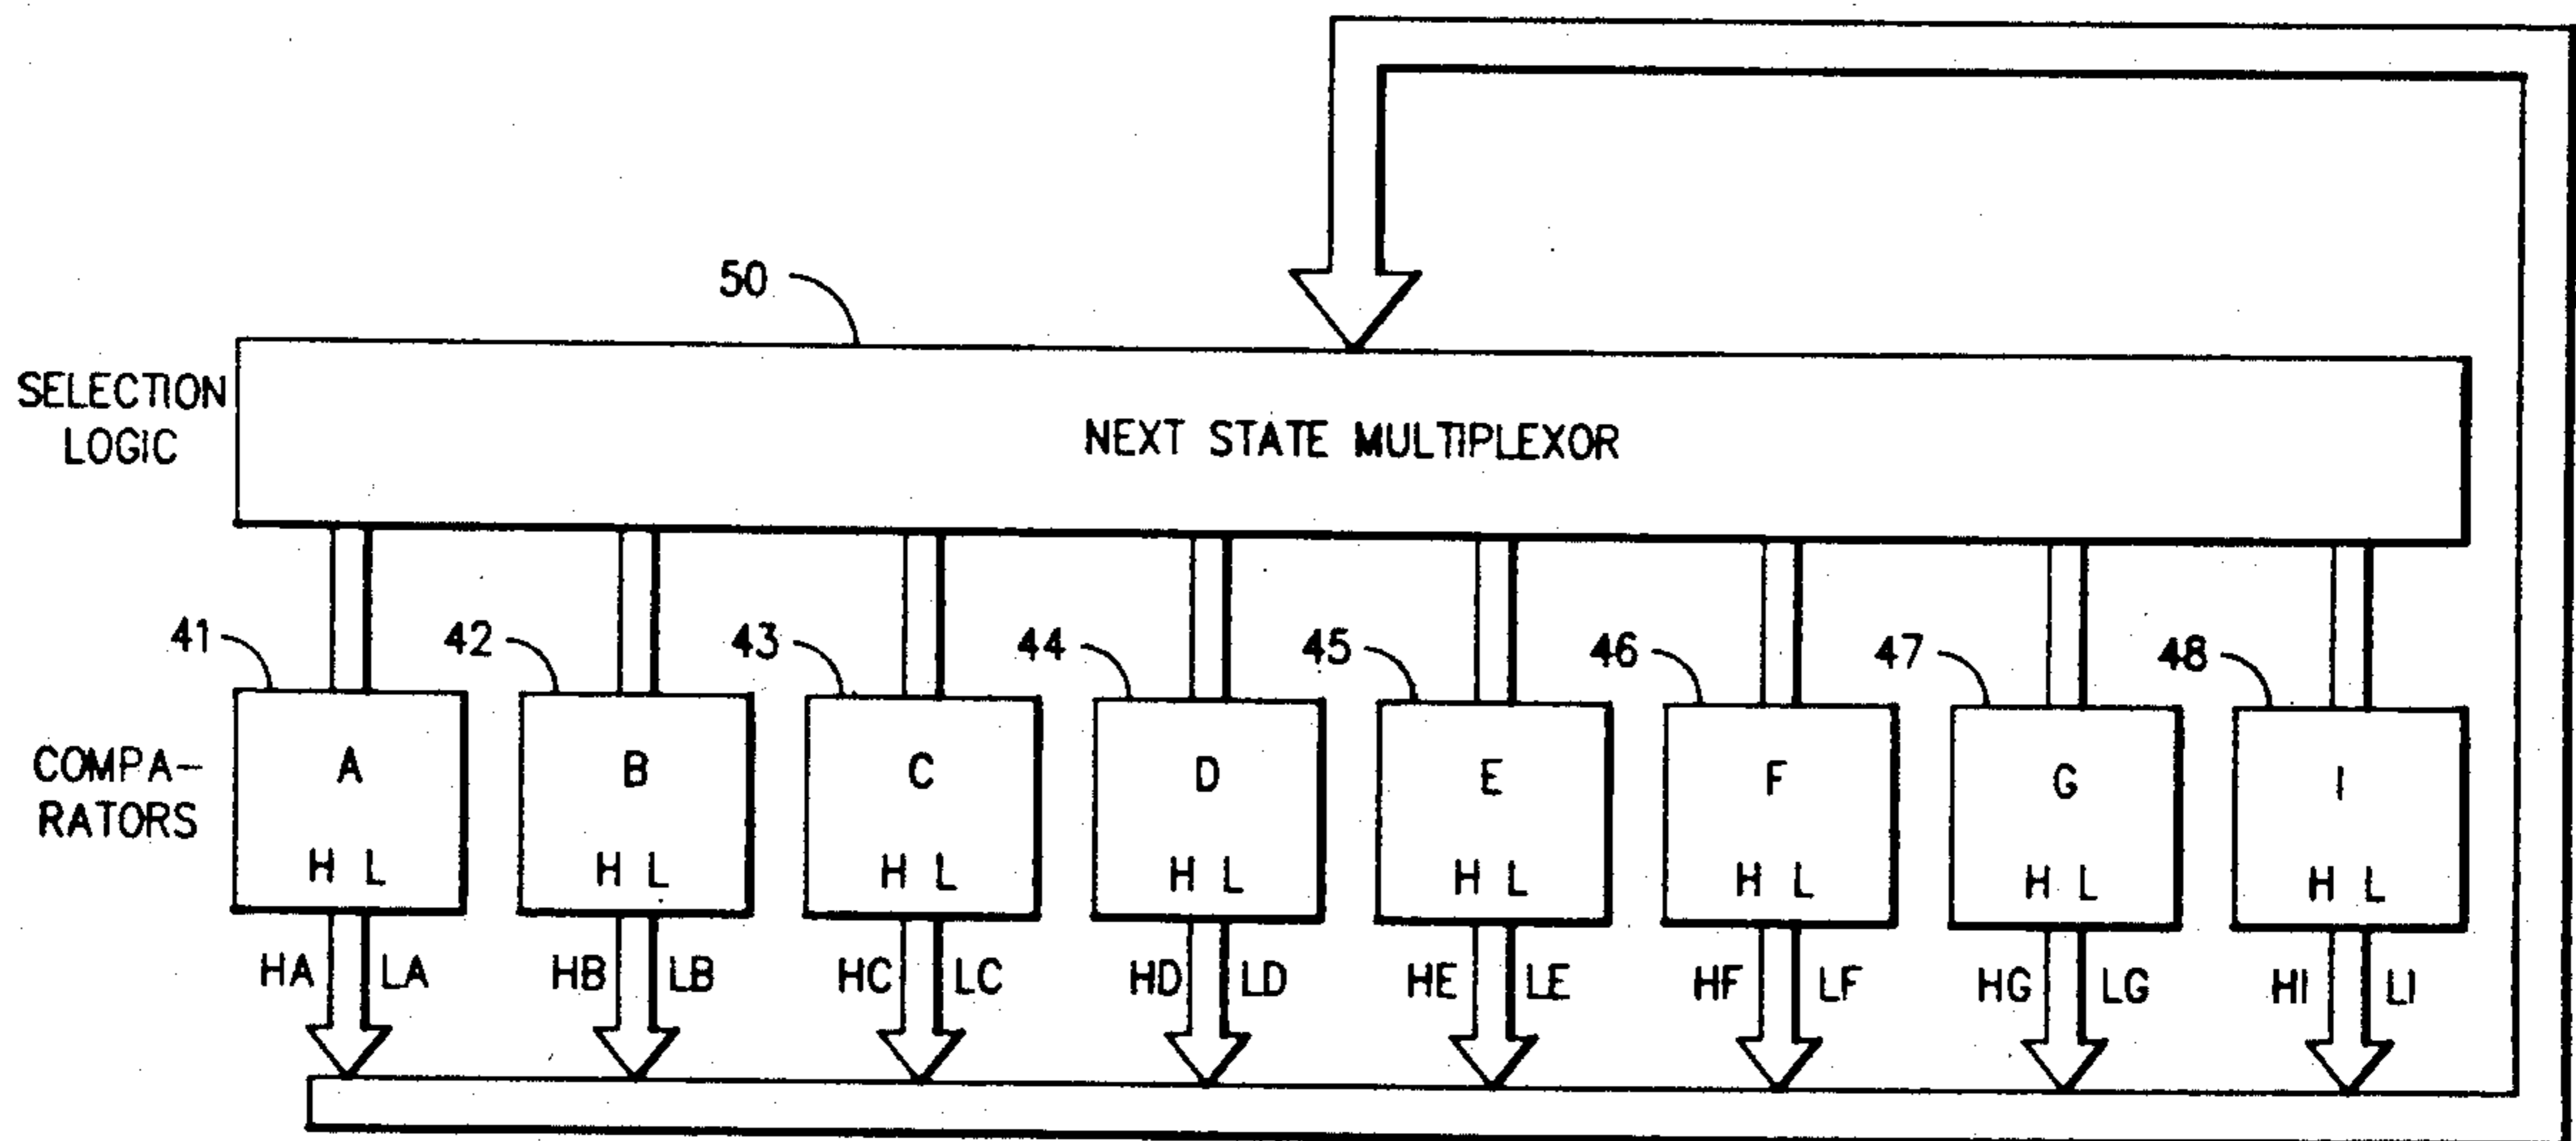 50
SELECTION
LOGIC
NEXT STATE MULTIPLEXOR
41 42 43 44 45 46 47 48
COMPA-
RATORS
A B C D E F G I
H L H L H L H L H L H L H L H L
HA LA HB LB HC LC HD LD HE LE HF LF HG LG HI LI